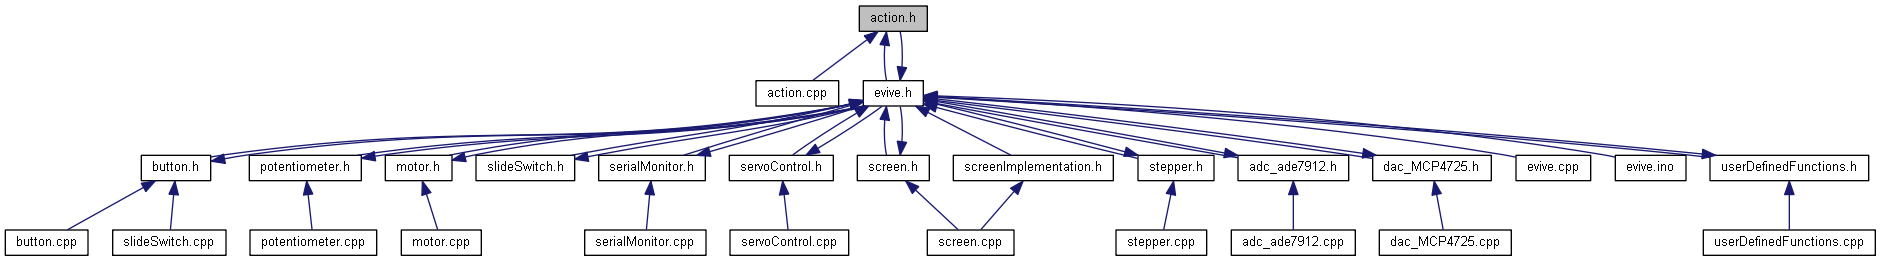 action.h
action.cpp
evive.h
button.h
potentiometer.h
motor.h
slideSwitch.h
serialMonitor.h
servoControl.h
screen.h
screenImplementation.h
stepper.h
adc_ade7912.h
dac_MCP4725.h
evive.cpp
evive.ino
userDefinedFunctions.h
button.cpp
slideSwitch.cpp
potentiometer.cpp
motor.cpp
serialMonitor.cpp
servoControl.cpp
screen.cpp
stepper.cpp
adc_ade7912.cpp
dac_MCP4725.cpp
userDefinedFunctions.cpp